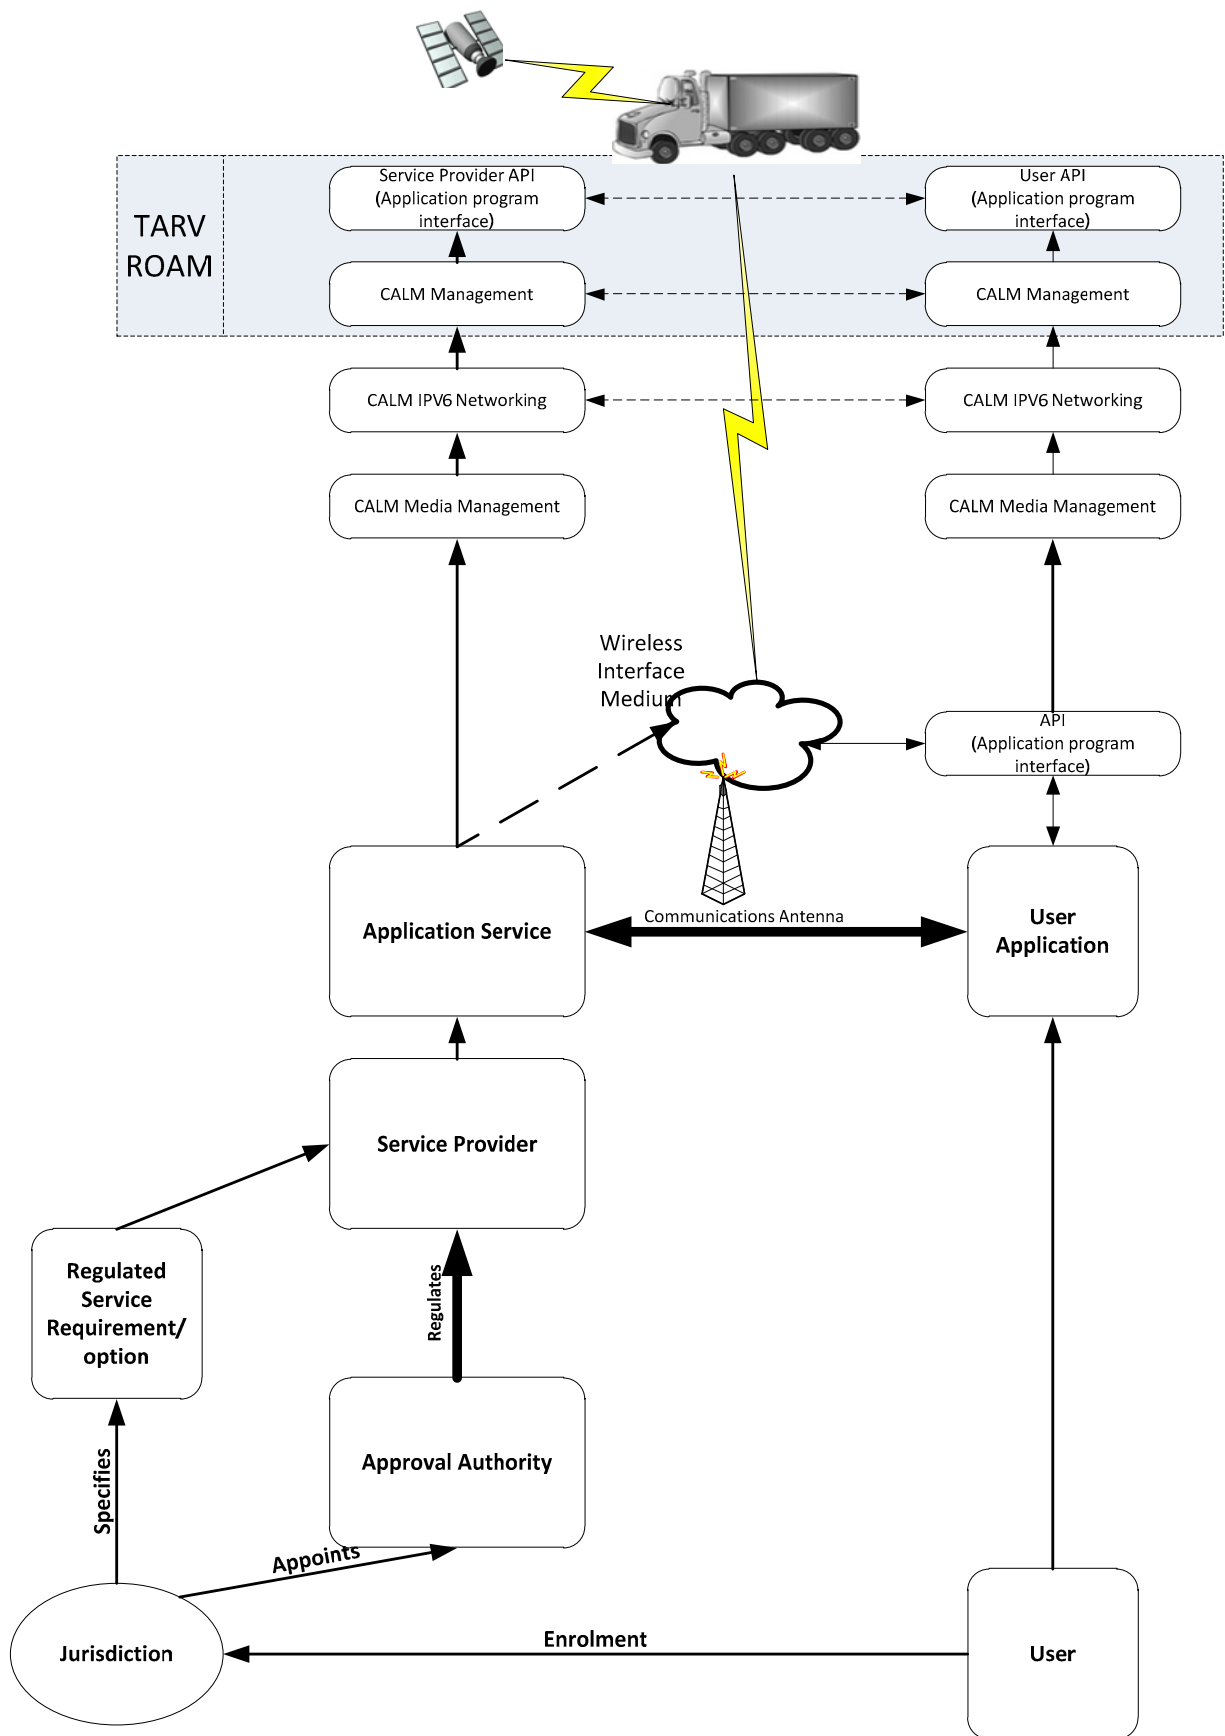 TARV
ROAM
Service Provider API
(Application program
interface)
User API
(Application program
interface)
CALM Management
CALM Management
CALM IPV6 Networking
CALM IPV6 Networking
CALM Media Management
CALM Media Management
Wireless
Interface
Medium
API
(Application program
interface)
Application Service
Communications Antenna
User
Application
Service Provider
Regulated
Service
Requirement/
option
Regulates
Approval Authority
Specifies
Appoints
Jurisdiction
Enrolment
User